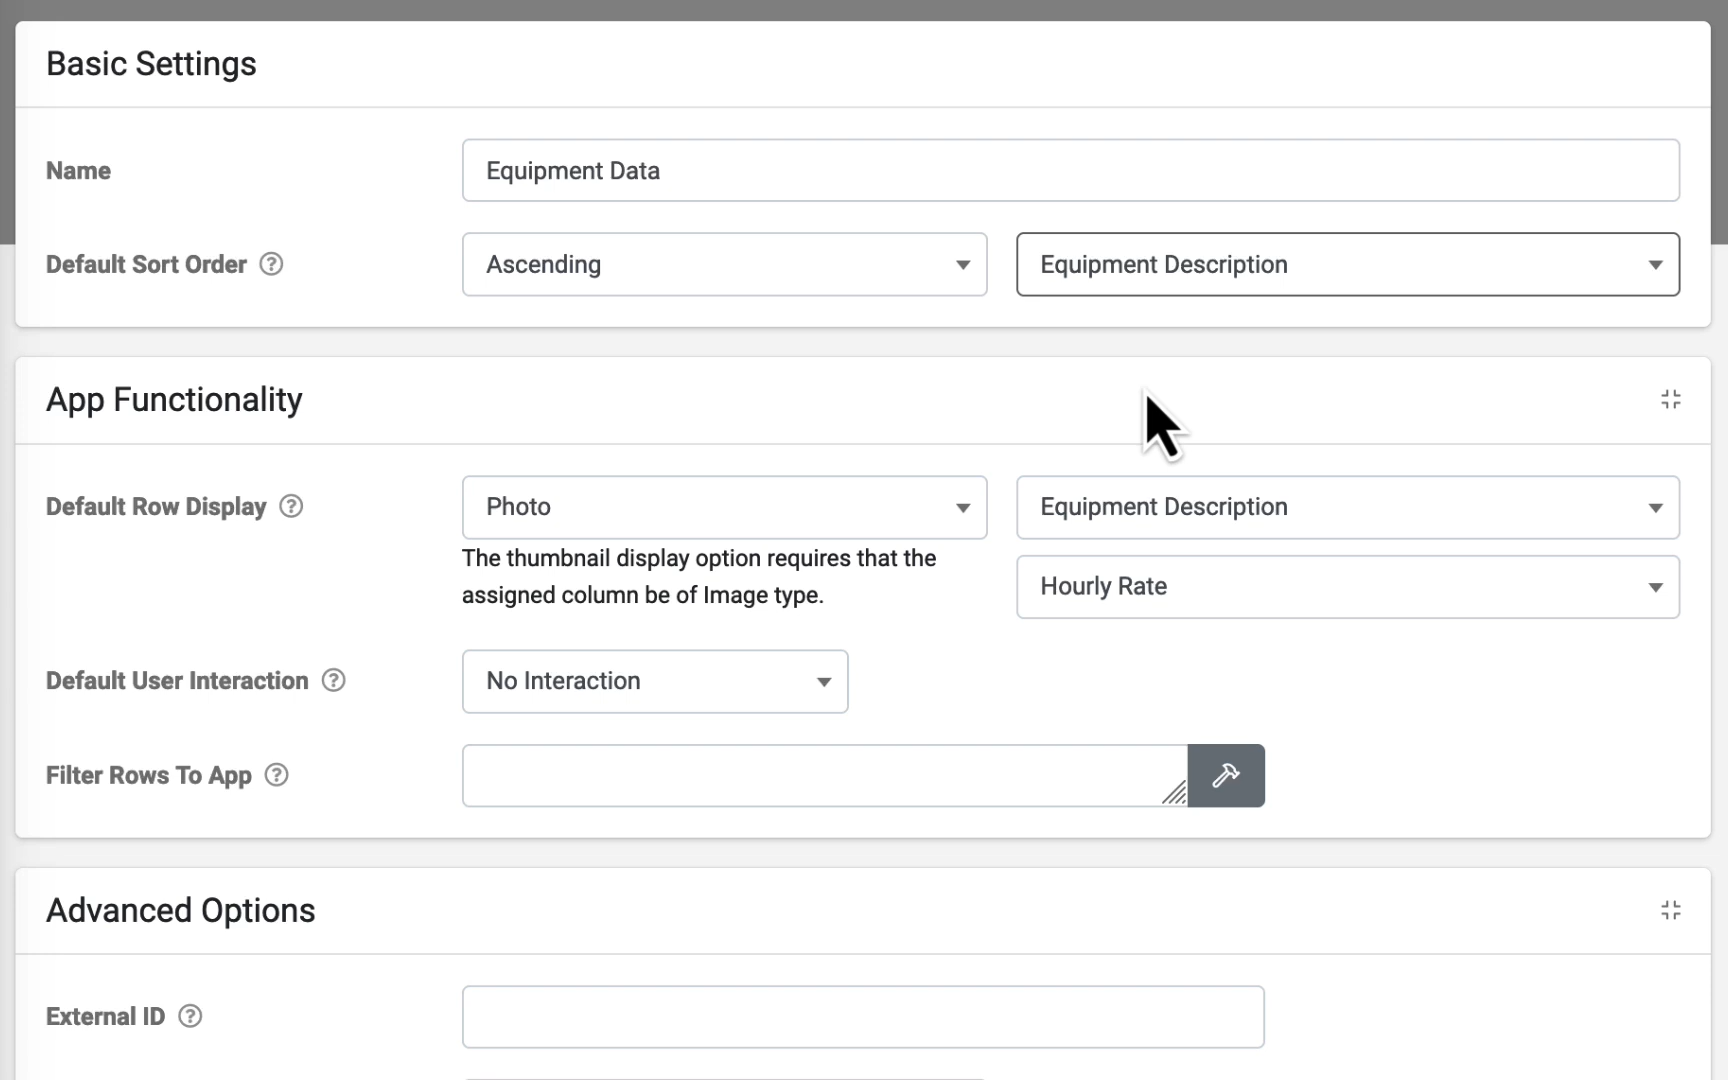 Basic Settings
Name
Equipment Data
Default Sort Order
Ascending
Equipment Description
App Functionality
Default Row Display
Photo
Equipment Description
The thumbnail display option requires that the
assigned column be of Image type.
Hourly Rate
Default User Interaction
No Interaction
Filter Rows To App
Advanced Options
External ID